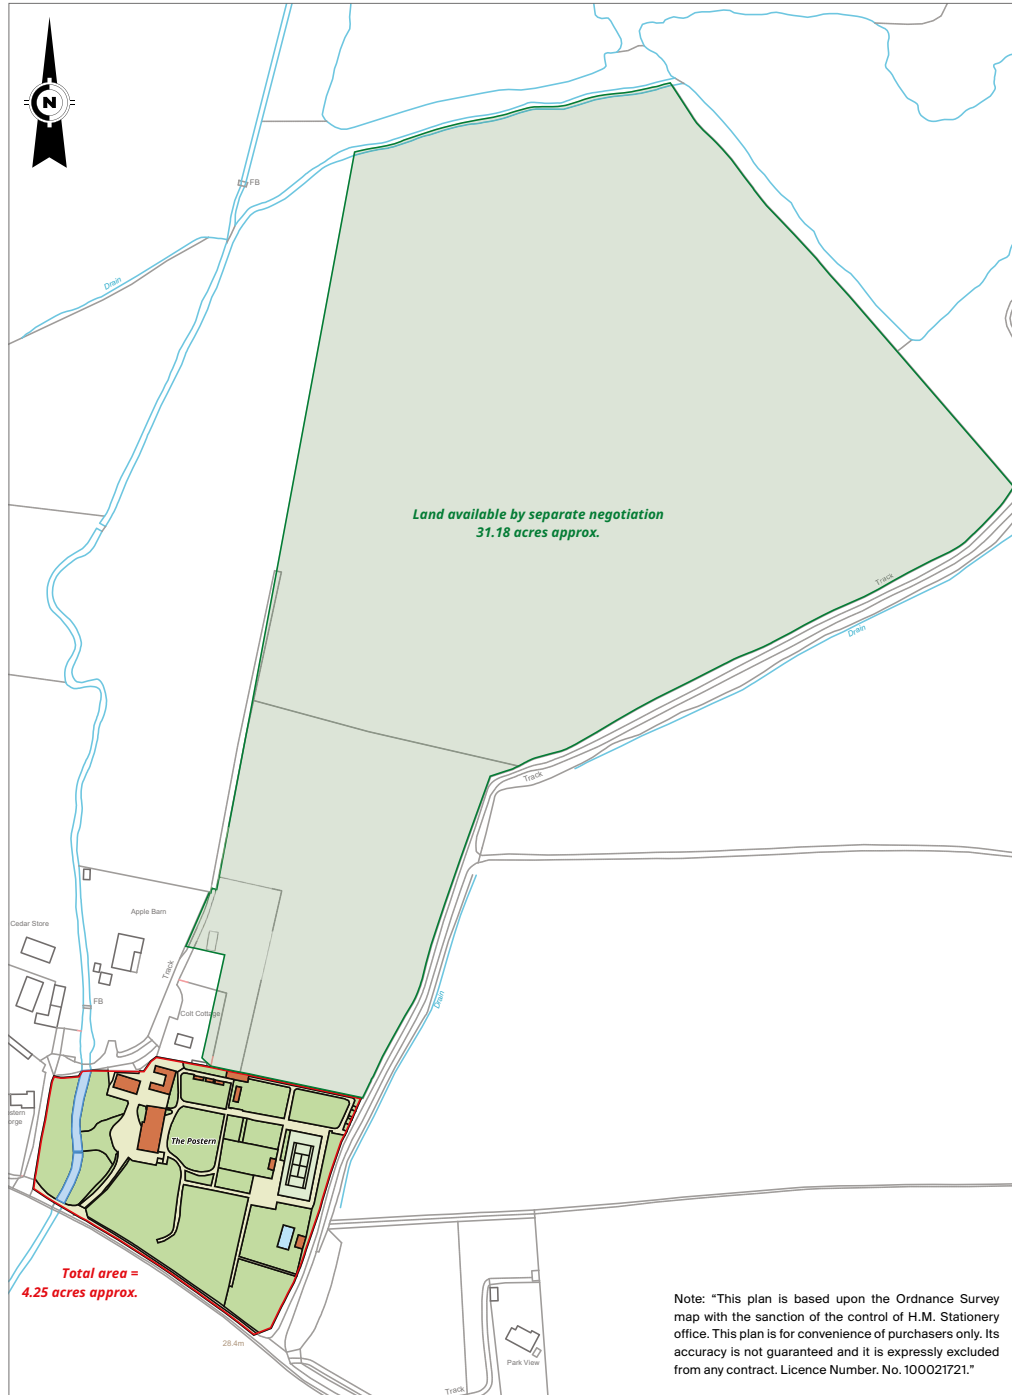 N
FB
Drain
Land available by separate negotiation
31.18 acres approx.
Track
Drain
Track
Apple Barn
Cedar Store
Track
FB
Drain
Colt Cottage
stern
orge
The Postern
Total area =
4.25 acres approx.
28.4m
Park View
Track
Note: “This plan is based upon the Ordnance Survey
map with the sanction of the control of H.M. Stationery
office. This plan is for convenience of purchasers only. Its
accuracy is not guaranteed and it is expressly excluded
from any contract. Licence Number. No. 100021721.”